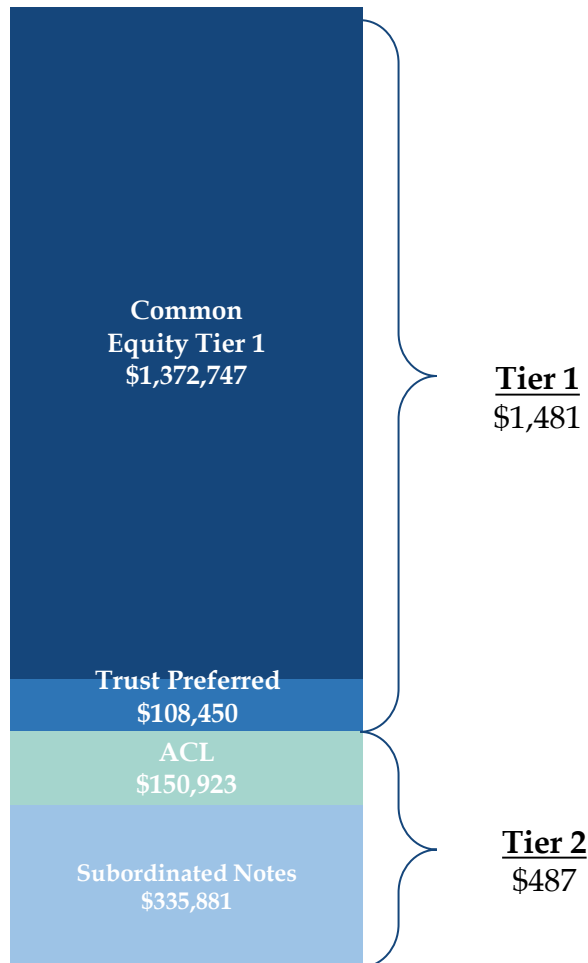 Common
Equity Tier 1
$1,372,747
Tier 1
$1,481
Trust Preferred
$108,450
ACL
$150,923
Tier 2
$487
Subordinated Notes
$335,881